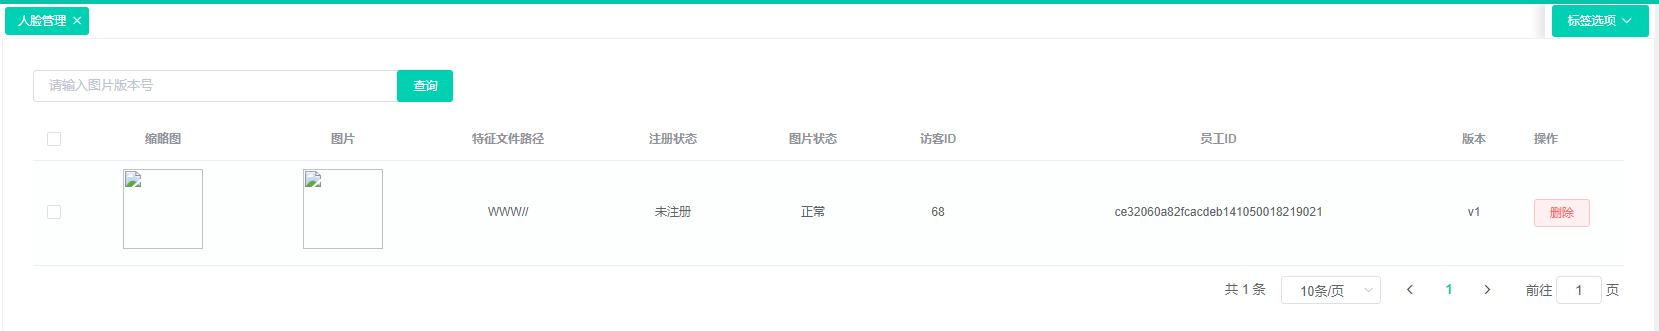 人脸管理
标签选项
请输入图片版本号 查询
缩略图 图片 特征文件路径 注册状态 图片状态 访客ID 员工ID 版本 操作
WWW// 未注册 正常 68 ce32060a82fcacdeb141050018219021 v1 删除
共 1 条 10条/页 1 前往 1 页